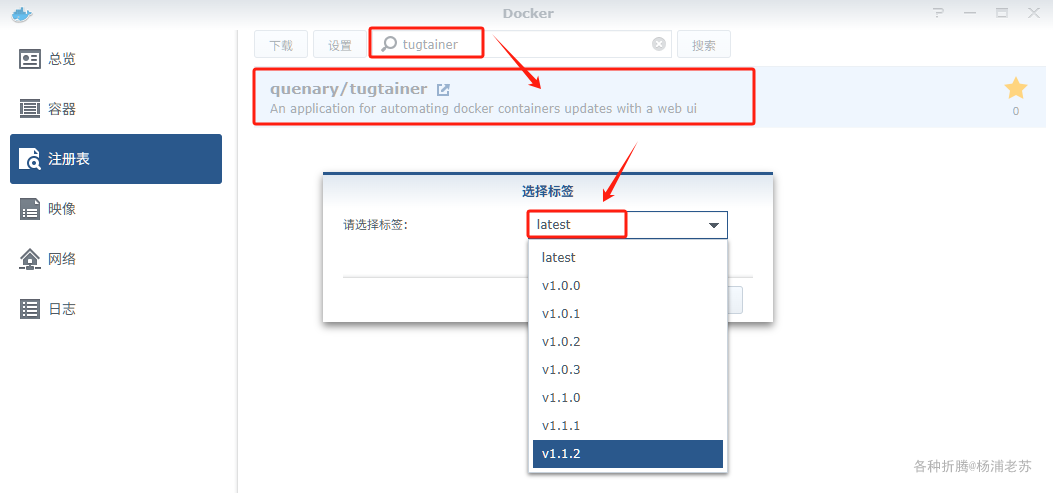 Docker
总览
容器
注册表
映像
网络
日志
下载 设置 tugtainer 搜索
quenary/tugtainer
An application for automating docker containers updates with a web ui
0
选择标签
请选择标签: latest
latest
v1.0.0
v1.0.1
v1.0.2
v1.0.3
v1.1.0
v1.1.1
v1.1.2
各种折腾@杨浦老苏